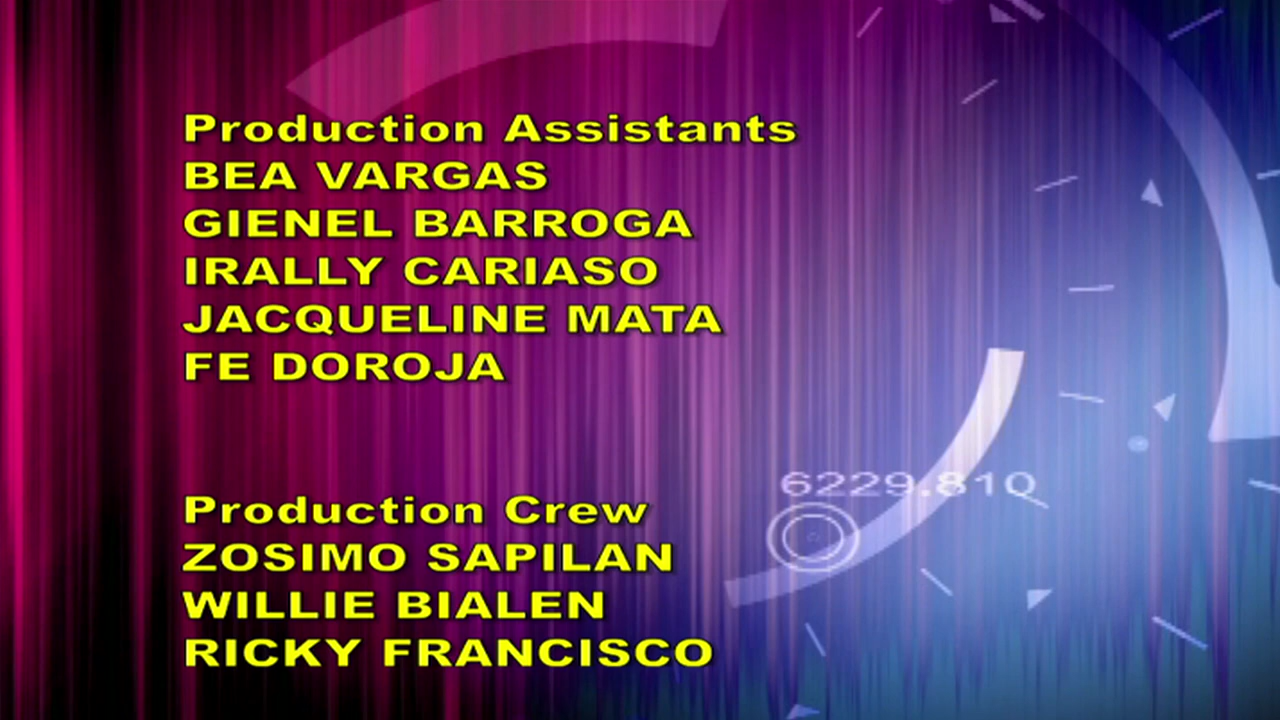 Production Assistants
BEA VARGAS
GIENEL BARROGA
IRALLY CARIASO
JACQUELINE MATA
FE DOROJA
Production Crew
6229.810
ZOSIMO SAPILAN
WILLIE BIALEN
RICKY FRANCISCO